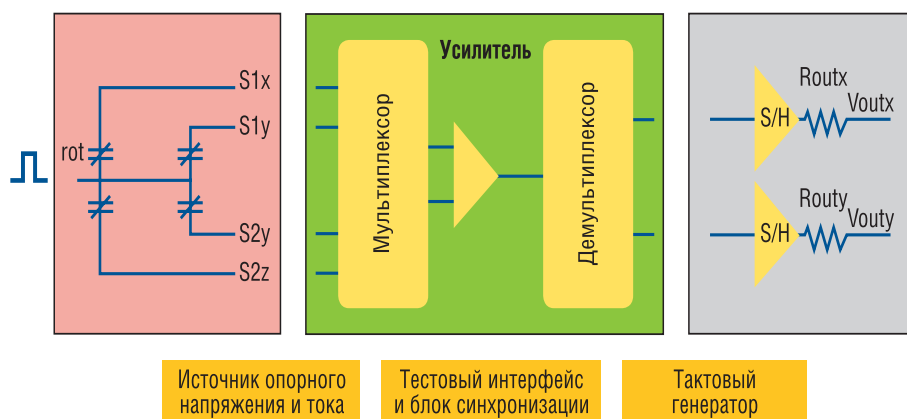 S1x
S1y
rot
S2y
S2z
Усилитель
Мультиплексор
Демультиплексор
Routx
Voutx
S/H
Routy
Vouty
S/H
Источник опорного
напряжения и тока
Тестовый интерфейс
и блок синхронизации
Тактовый
генератор